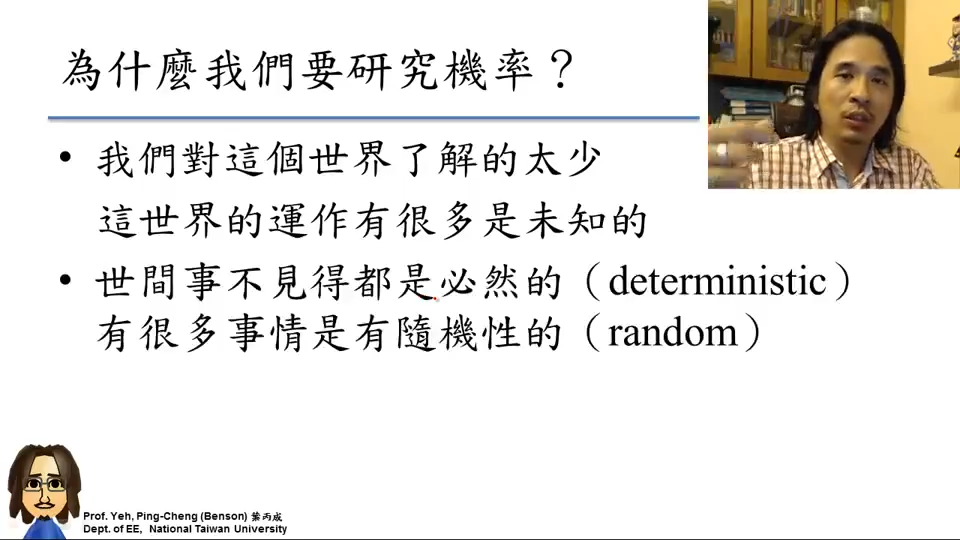 為什麼我們要研究機率？
• 我們對這個世界了解的太少
這世界的運作有很多是未知的
• 世間事不見得都是必然的（deterministic）
有很多事情是有隨機性的（random）
Prof. Yeh, Ping-Cheng (Benson) 葉丙成
Dept. of EE, National Taiwan University